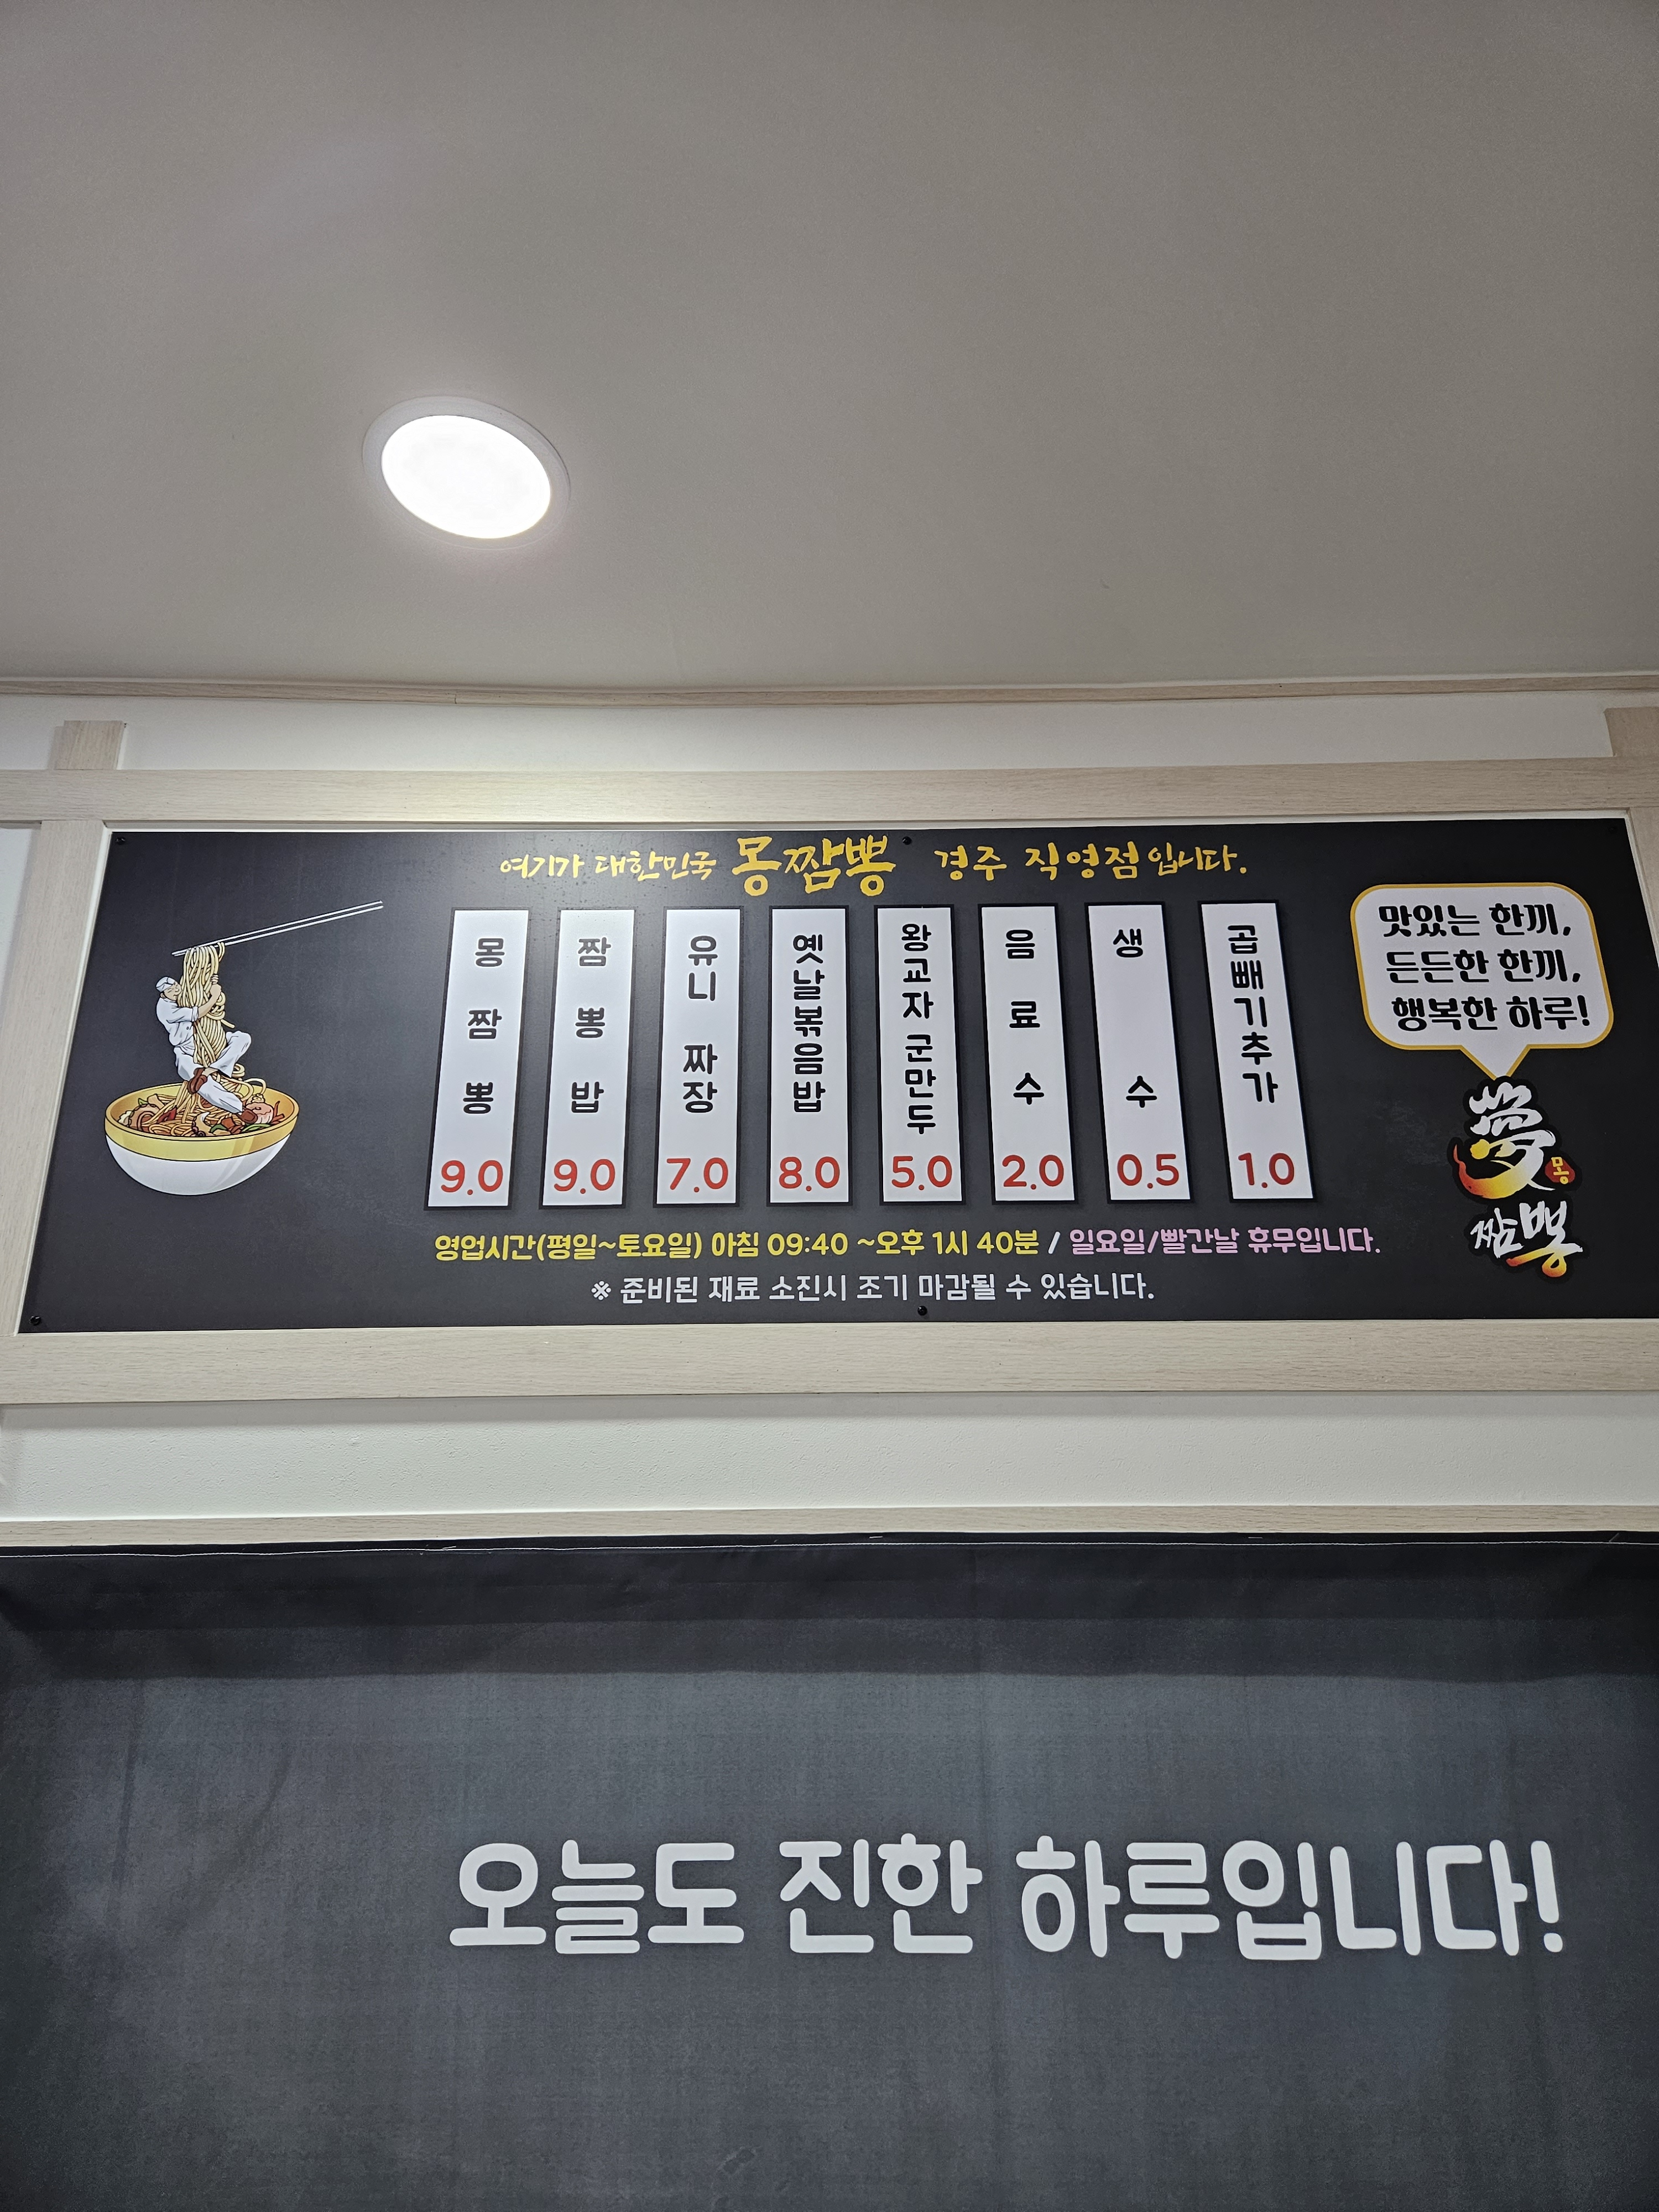 여기가 대한민국 몽짬뽕 경주 직영점입니다.
몽짬뽕 9.0
짬뽕밥 9.0
유니 짜장 7.0
옛날볶음밥 8.0
왕교자 군만두 5.0
음료수 2.0
생수 0.5
곱빼기추가 1.0
맛있는 한끼,
든든한 한끼,
행복한 하루!
夢
몽
짬뽕
영업시간(평일~토요일) 아침 09:40 ~오후 1시 40분 / 일요일/빨간날 휴무입니다.
※ 준비된 재료 소진시 조기 마감될 수 있습니다.
오늘도 진한 하루입니다!